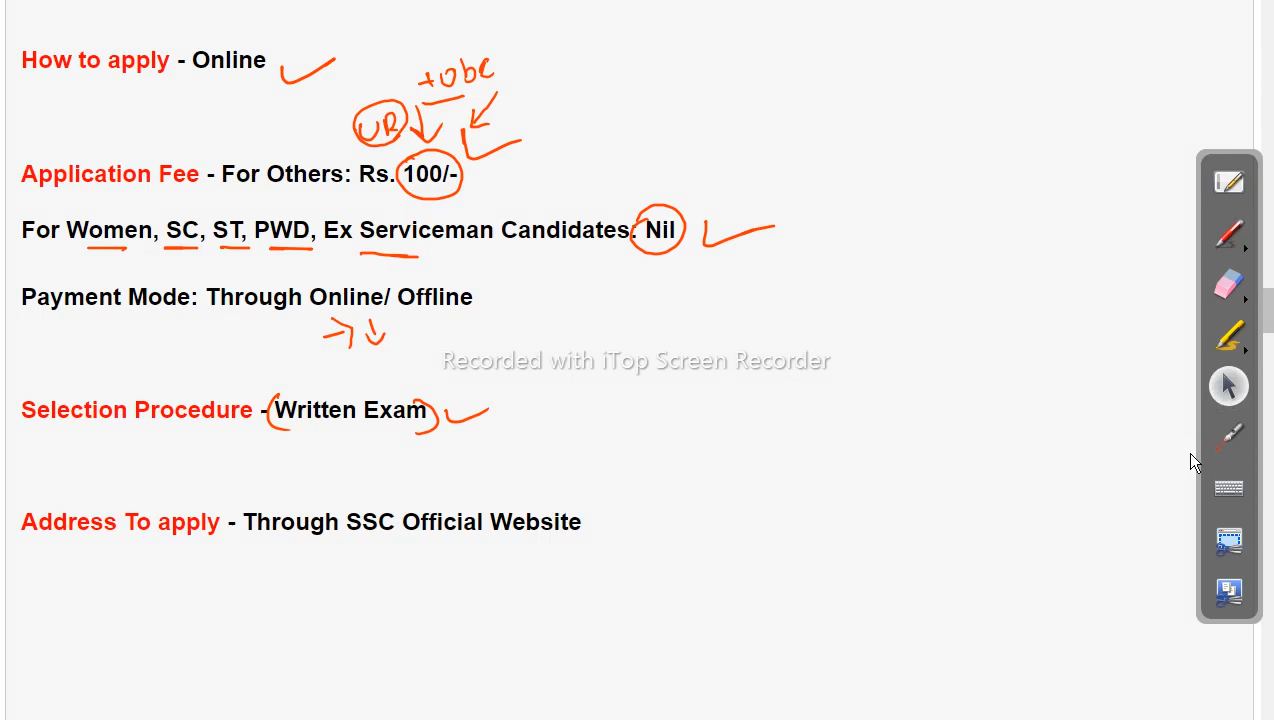 How to apply - Online
+obc
UR
Application Fee - For Others: Rs. 100/-
For Women, SC, ST, PWD, Ex Serviceman Candidates: Nil
Payment Mode: Through Online/ Offline
Recorded with iTop Screen Recorder
Selection Procedure - (Written Exam)
Address To apply - Through SSC Official Website